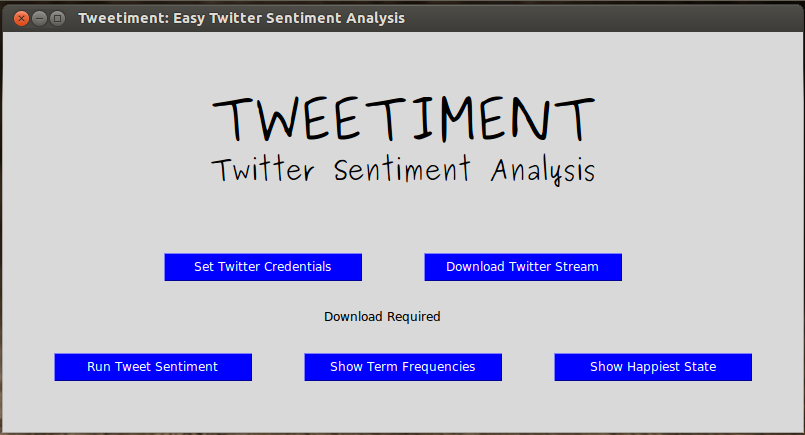 Tweetiment: Easy Twitter Sentiment Analysis
TWEETIMENT
Twitter Sentiment Analysis
Set Twitter Credentials
Download Twitter Stream
Download Required
Run Tweet Sentiment
Show Term Frequencies
Show Happiest State